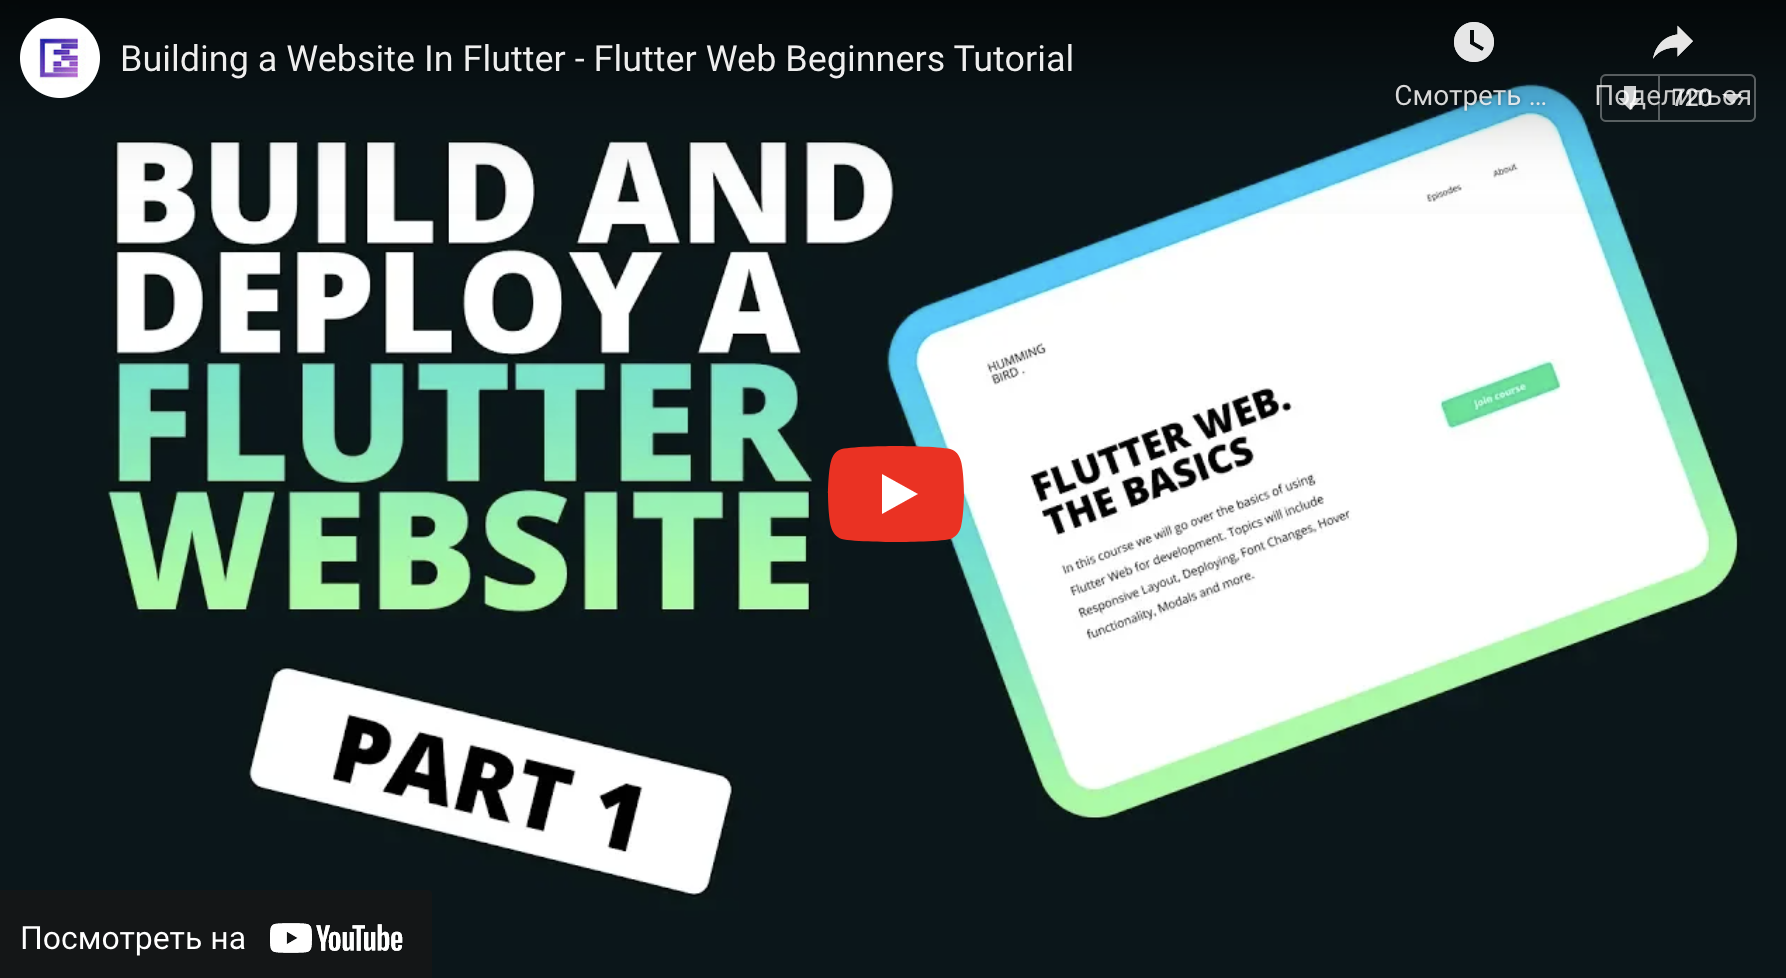 Building a Website In Flutter - Flutter Web Beginners Tutorial
Смотреть ...
Поделиться
720
BUILD AND
DEPLOY A
FLUTTER
WEBSITE
PART 1
Episodes
About
HUMMING
BIRD .
FLUTTER WEB.
THE BASICS
In this course we will go over the basics of using
Flutter Web for development. Topics will include
Responsive Layout, Deploying, Font Changes, Hover
functionality, Modals and more.
Join course
Посмотреть на YouTube